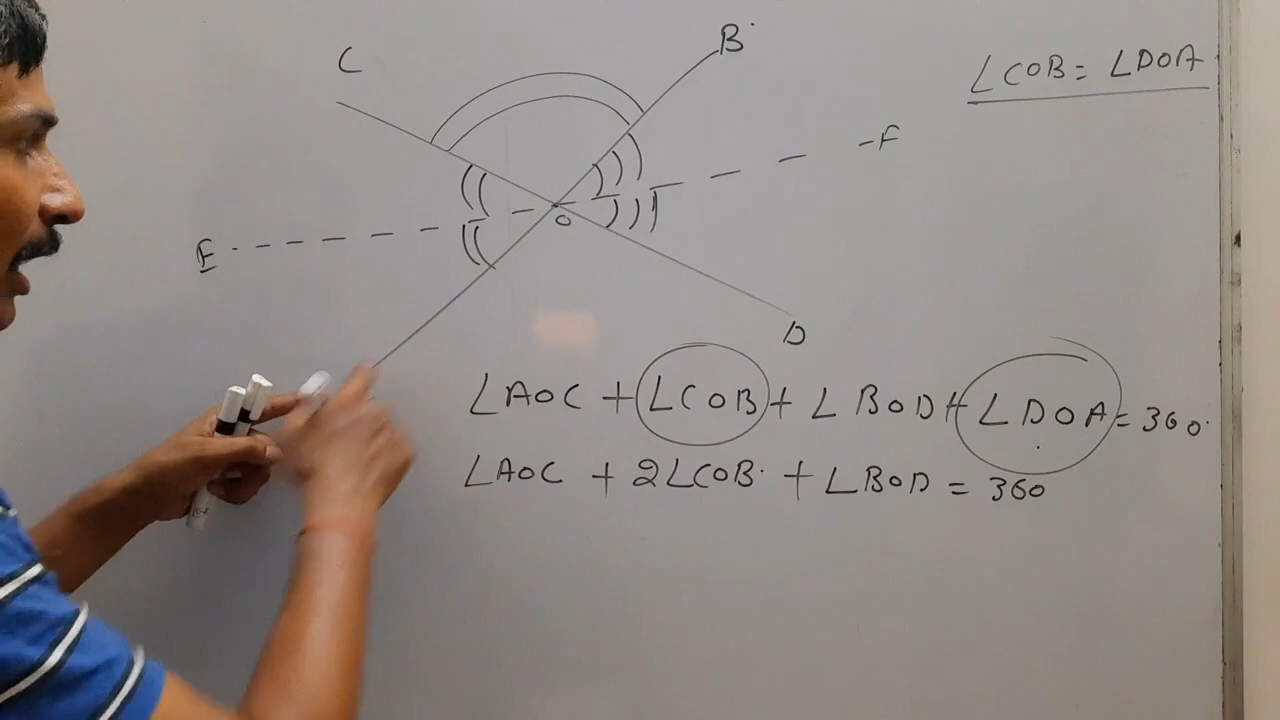 C
B
∠COB = ∠DOA
F
O
E
D
∠AOC + ∠COB + ∠BOD + ∠DOA = 360
∠AOC + 2∠COB + ∠BOD = 360